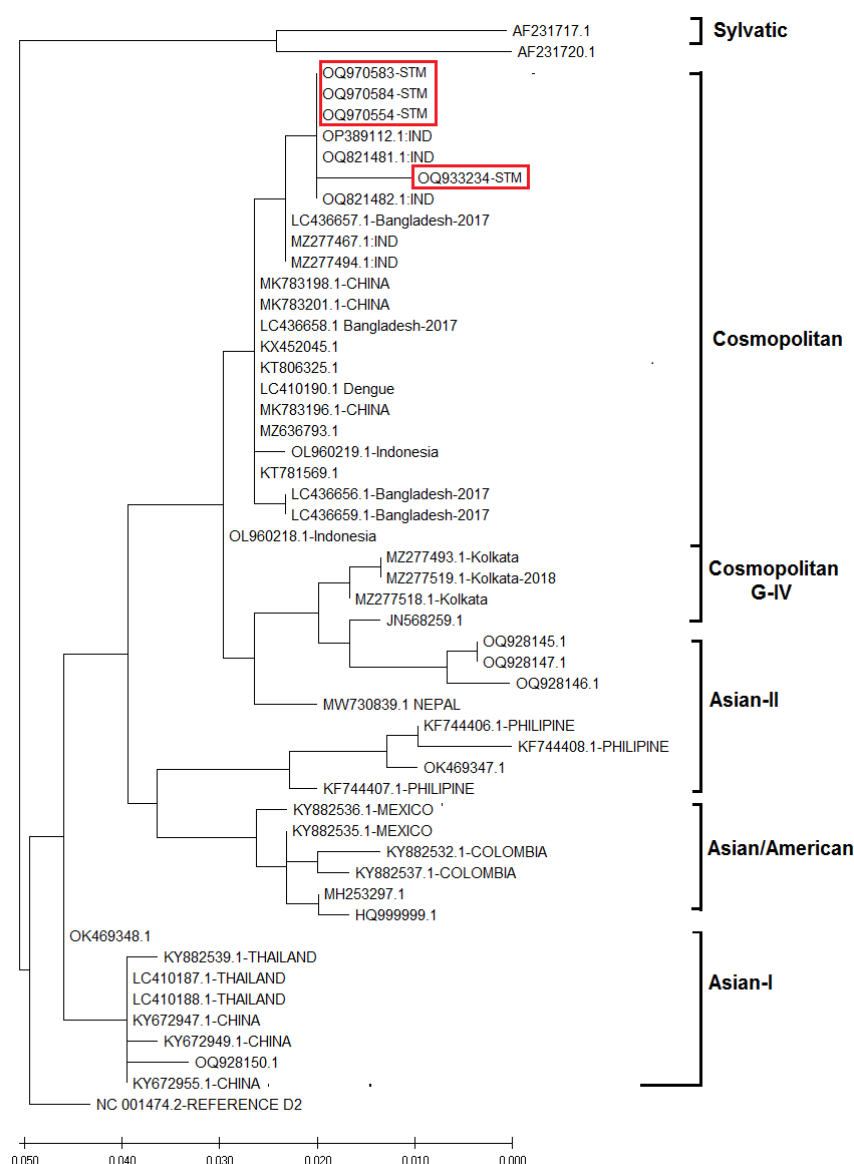 AF231717.1
Sylvatic
AF231720.1
OQ970583-STM
OQ970584-STM
OQ970554-STM
OP389112.1:IND
OQ821481.1:IND
OQ933234-STM
OQ821482.1:IND
LC436657.1-Bangladesh-2017
MZ277467.1:IND
MZ277494.1:IND
MK783198.1-CHINA
MK783201.1-CHINA
LC436658.1 Bangladesh-2017
Cosmopolitan
KX452045.1
KT806325.1
LC410190.1 Dengue
MK783196.1-CHINA
MZ636793.1
OL960219.1-Indonesia
KT781569.1
LC436656.1-Bangladesh-2017
LC436659.1-Bangladesh-2017
OL960218.1-Indonesia
MZ277493.1-Kolkata
Cosmopolitan
G-IV
MZ277519.1-Kolkata-2018
MZ277518.1-Kolkata
JN568259.1
OQ928145.1
OQ928147.1
OQ928146.1
Asian-II
MW730839.1 NEPAL
KF744406.1-PHILIPINE
KF744408.1-PHILIPINE
OK469347.1
KF744407.1-PHILIPINE
KY882536.1-MEXICO
KY882535.1-MEXICO
Asian/American
KY882532.1-COLOMBIA
KY882537.1-COLOMBIA
MH253297.1
HQ999999.1
OK469348.1
KY882539.1-THAILAND
LC410187.1-THAILAND
Asian-I
LC410188.1-THAILAND
KY672947.1-CHINA
KY672949.1-CHINA
OQ928150.1
KY672955.1-CHINA
NC 001474.2-REFERENCE D2
0.050 0.040 0.030 0.020 0.010 0.000